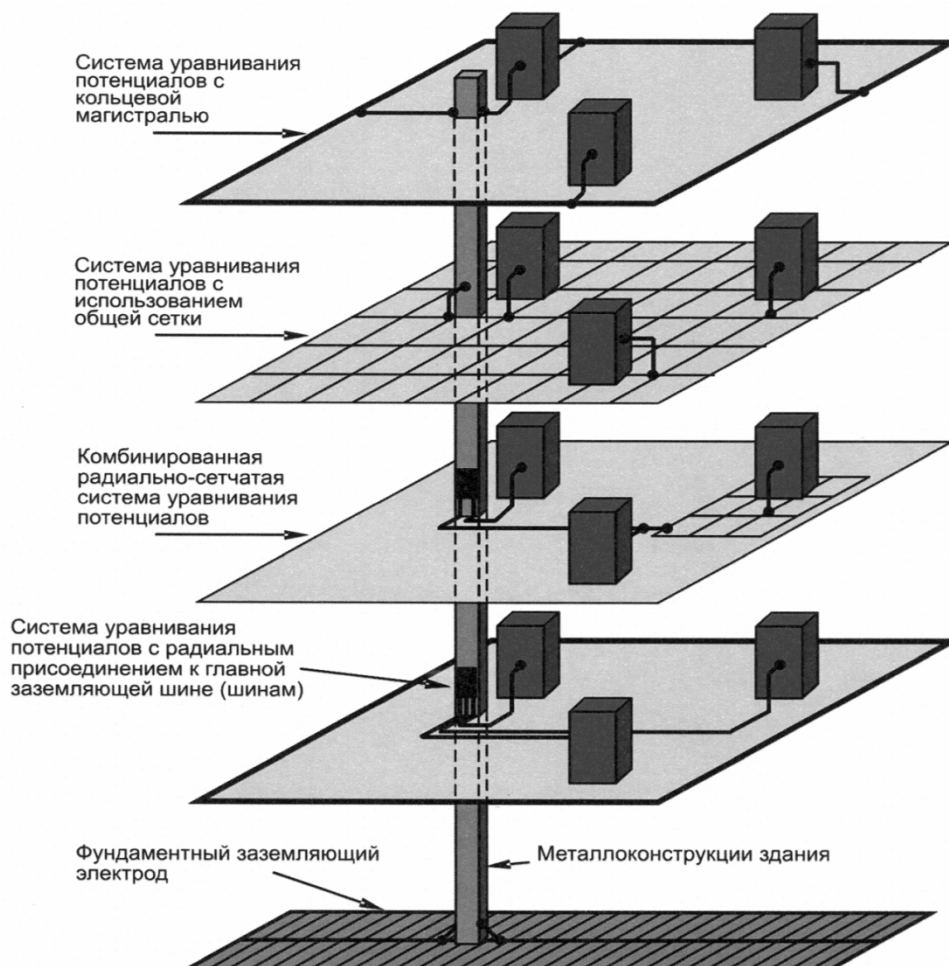 Система уравнивания
потенциалов с
кольцевой
магистралью
Система уравнивания
потенциалов с
использованием
общей сетки
Комбинированная
радиально-сетчатая
система уравнивания
потенциалов
Система уравнивания
потенциалов с радиальным
присоединением к главной
заземляющей шине (шинам)
Фундаментный заземляющий
электрод
Металлоконструкции здания